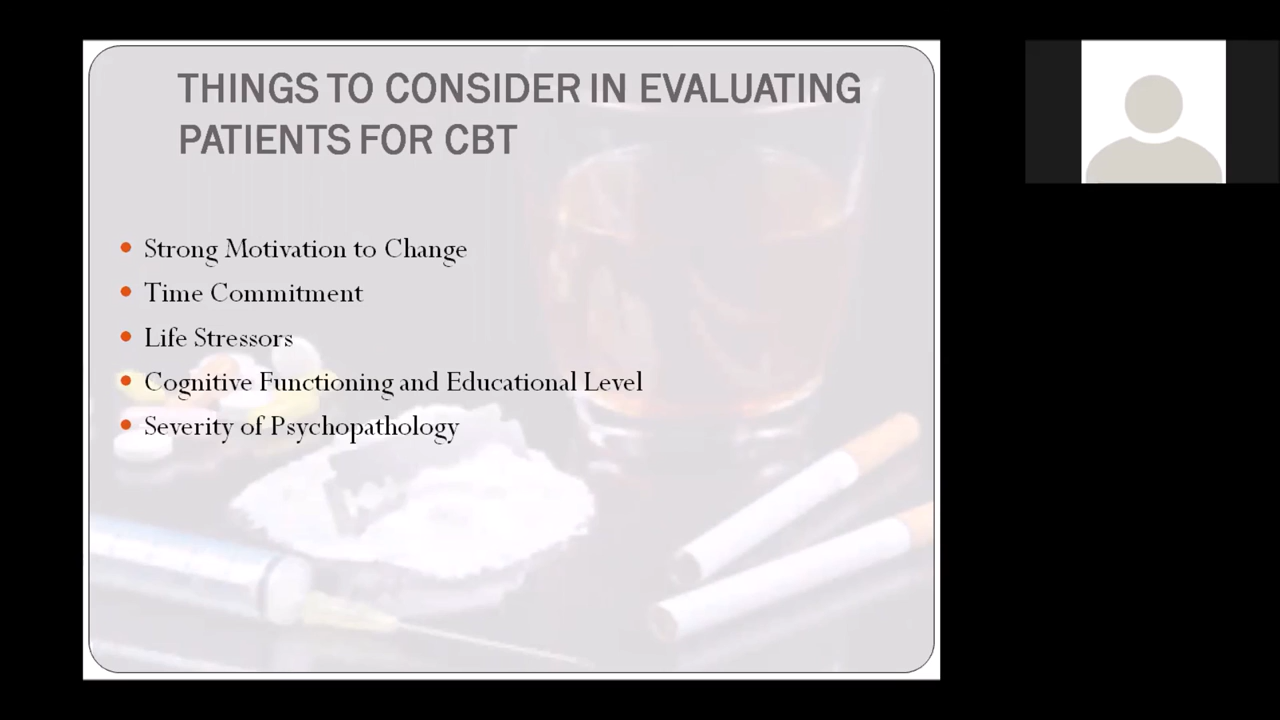 THINGS TO CONSIDER IN EVALUATING
PATIENTS FOR CBT
Strong Motivation to Change
Time Commitment
Life Stressors
Cognitive Functioning and Educational Level
Severity of Psychopathology